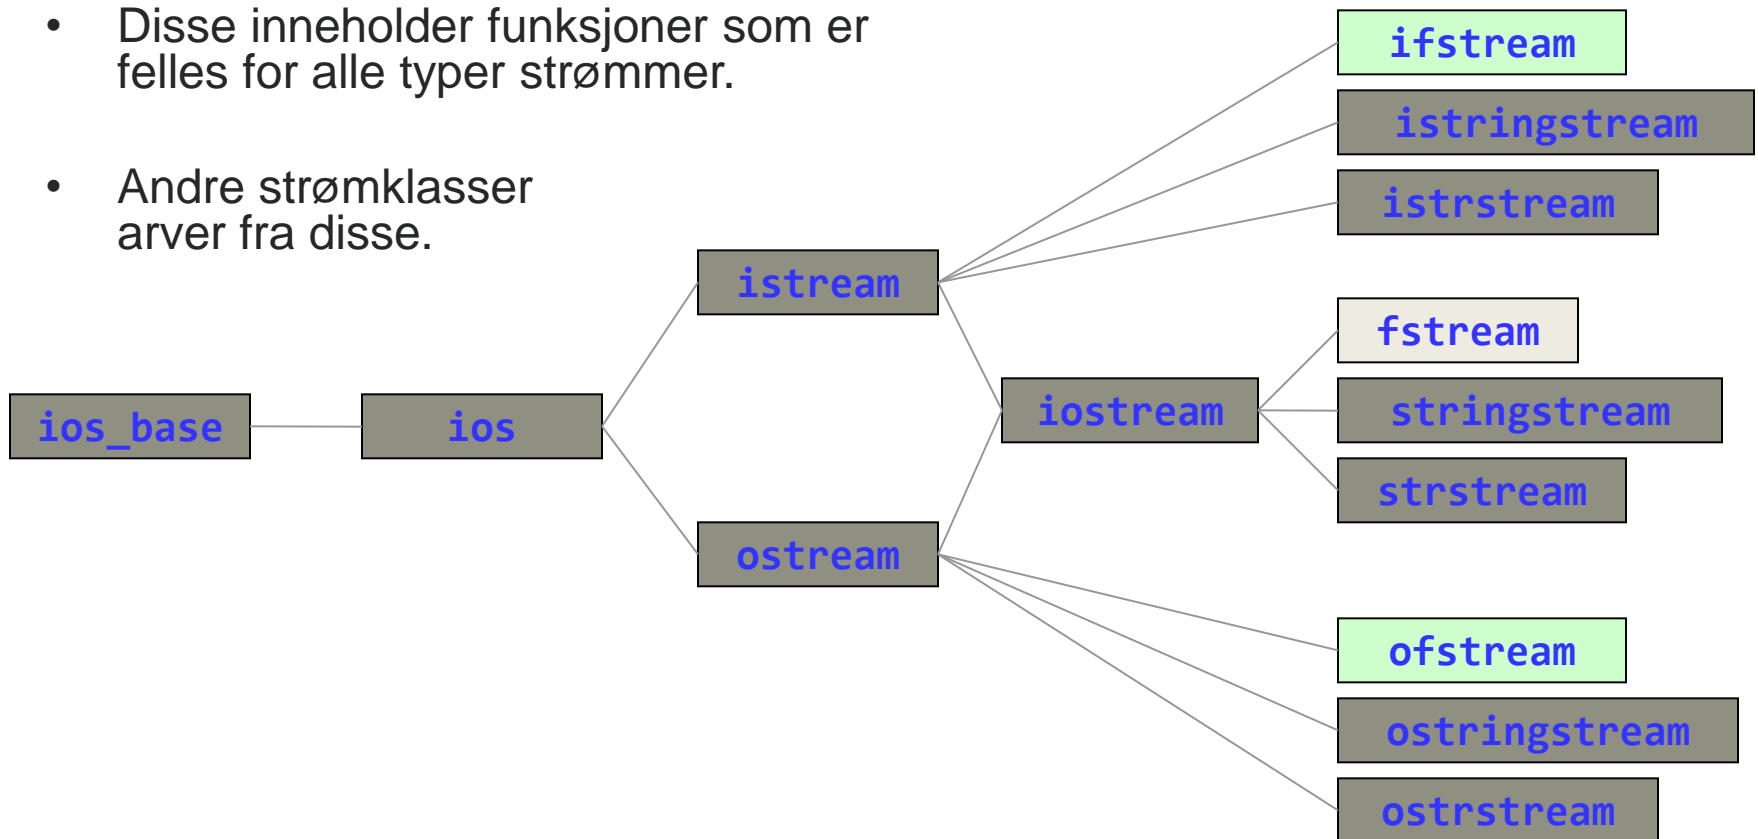 • Disse inneholder funksjoner som er
felles for alle typer strømmer.
• Andre strømklasser
arver fra disse.
ios_base
ios
istream
ostream
iostream
ifstream
istringstream
istrstream
fstream
stringstream
strstream
ofstream
ostringstream
ostrstream